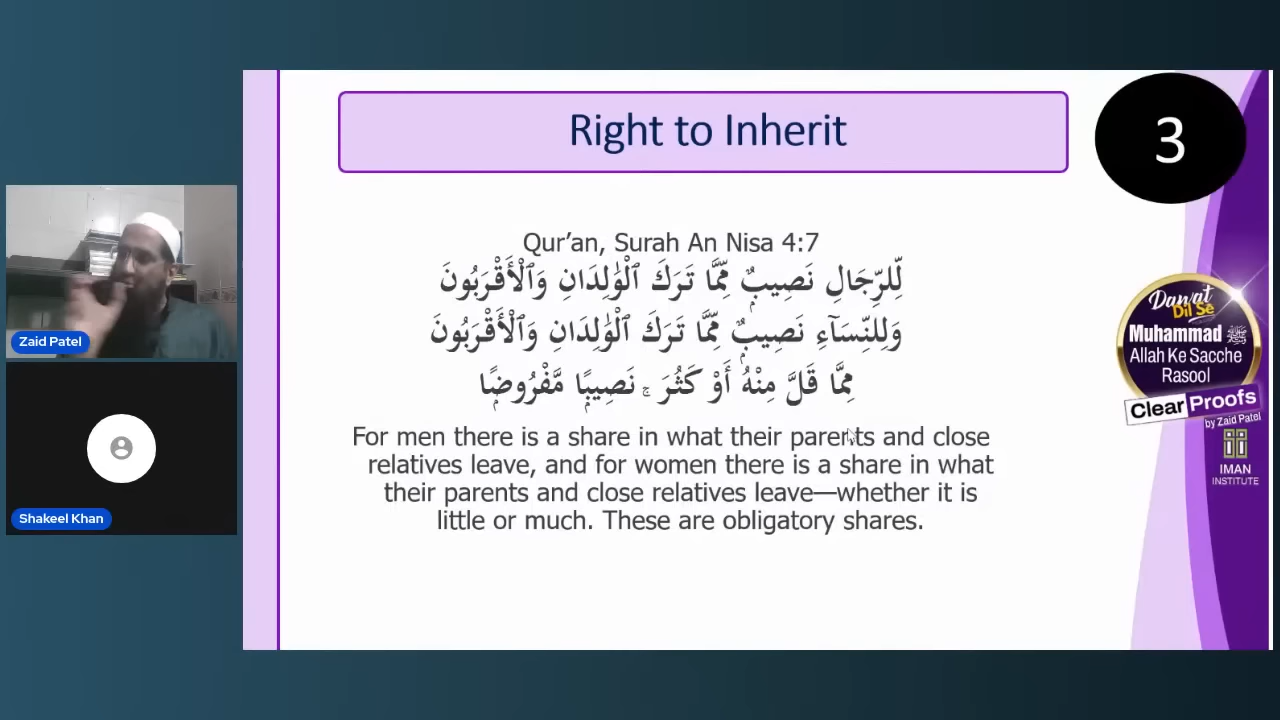 Right to Inherit
3
Qur’an, Surah An Nisa 4:7
لِّلرِّجَالِ نَصِيبٌ مِّمَّا تَرَكَ ٱلْوَٰلِدَانِ وَٱلْأَقْرَبُونَ
وَلِلنِّسَآءِ نَصِيبٌ مِّمَّا تَرَكَ ٱلْوَٰلِدَانِ وَٱلْأَقْرَبُونَ
مِمَّا قَلَّ مِنْهُ أَوْ كَثُرَ ۚ نَصِيبًا مَّفْرُوضًا
For men there is a share in what their parents and close
relatives leave, and for women there is a share in what
their parents and close relatives leave—whether it is
little or much. These are obligatory shares.
Zaid Patel
Shakeel Khan
Dawat
Dil Se
Muhammad ﷺ
Allah Ke Sacche
Rasool
Clear Proofs
by Zaid Patel
IMAN
INSTITUTE